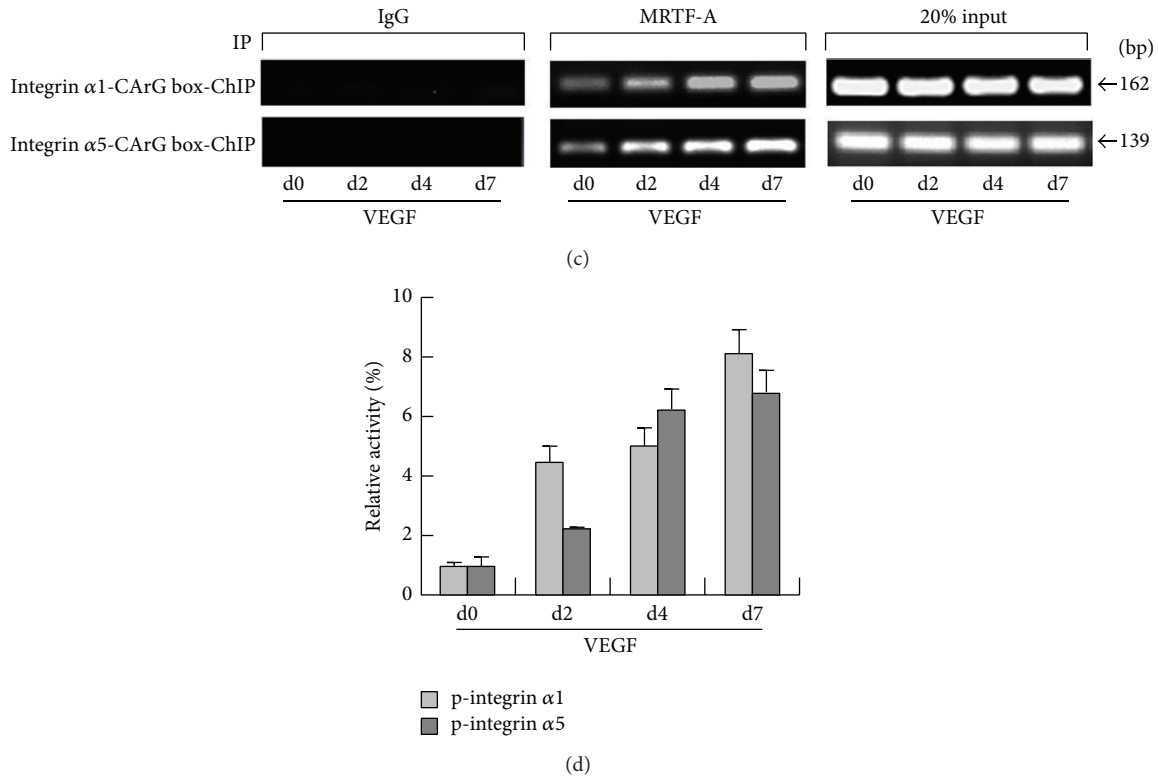 IgG MRTF-A 20% input
IP (bp)
Integrin α1-CArG box-ChIP ←162
Integrin α5-CArG box-ChIP ←139
d0 d2 d4 d7 d0 d2 d4 d7 d0 d2 d4 d7
VEGF VEGF VEGF
(c)
10
8
6
4
2
0
Relative activity (%)
d0 d2 d4 d7
VEGF
p-integrin α1
p-integrin α5
(d)